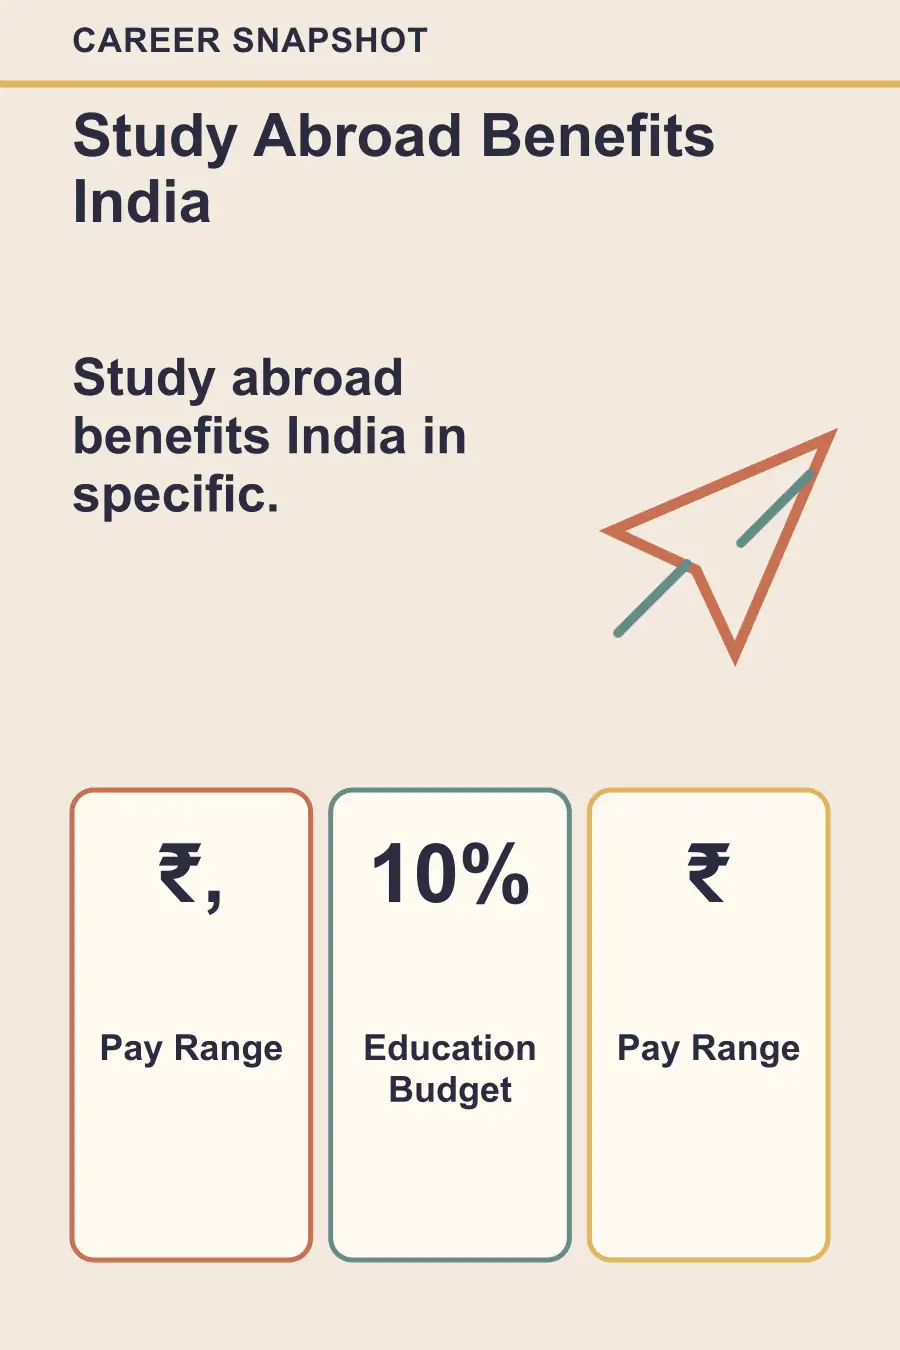 CAREER SNAPSHOT
Study Abroad Benefits
India
Study abroad
benefits India in
specific.
₹,
Pay Range
10%
Education
Budget
₹
Pay Range